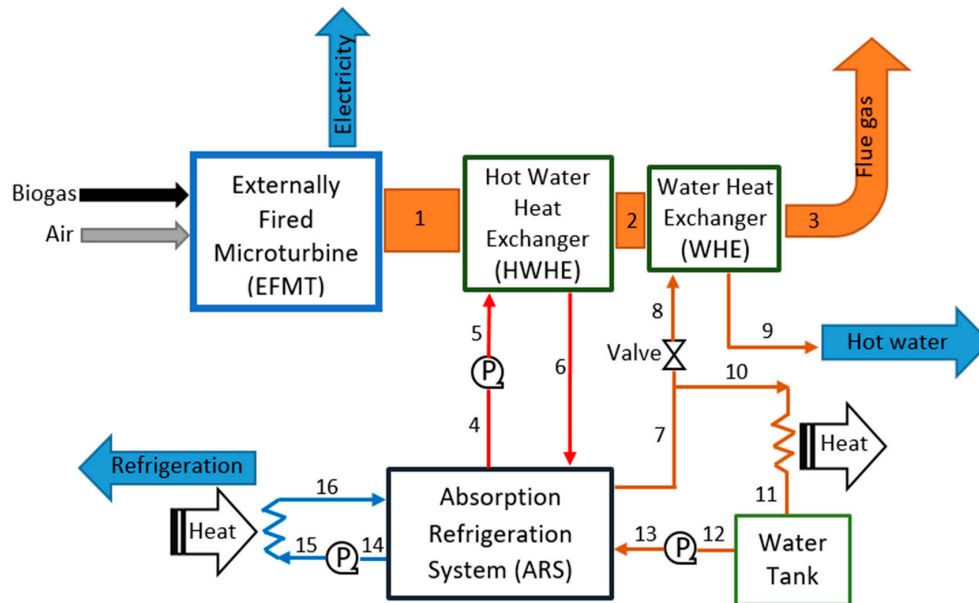 Electricity
Flue gas
Biogas
Air
Externally
Fired
Microturbine
(EFMT)
1
Hot Water
Heat
Exchanger
(HWHE)
2
Water Heat
Exchanger
(WHE)
3
5
P
4
6
8
Valve
7
9
Hot water
10
Heat
11
Refrigeration
Heat
16
15
P
14
Absorption
Refrigeration
System (ARS)
13
P
12
Water
Tank